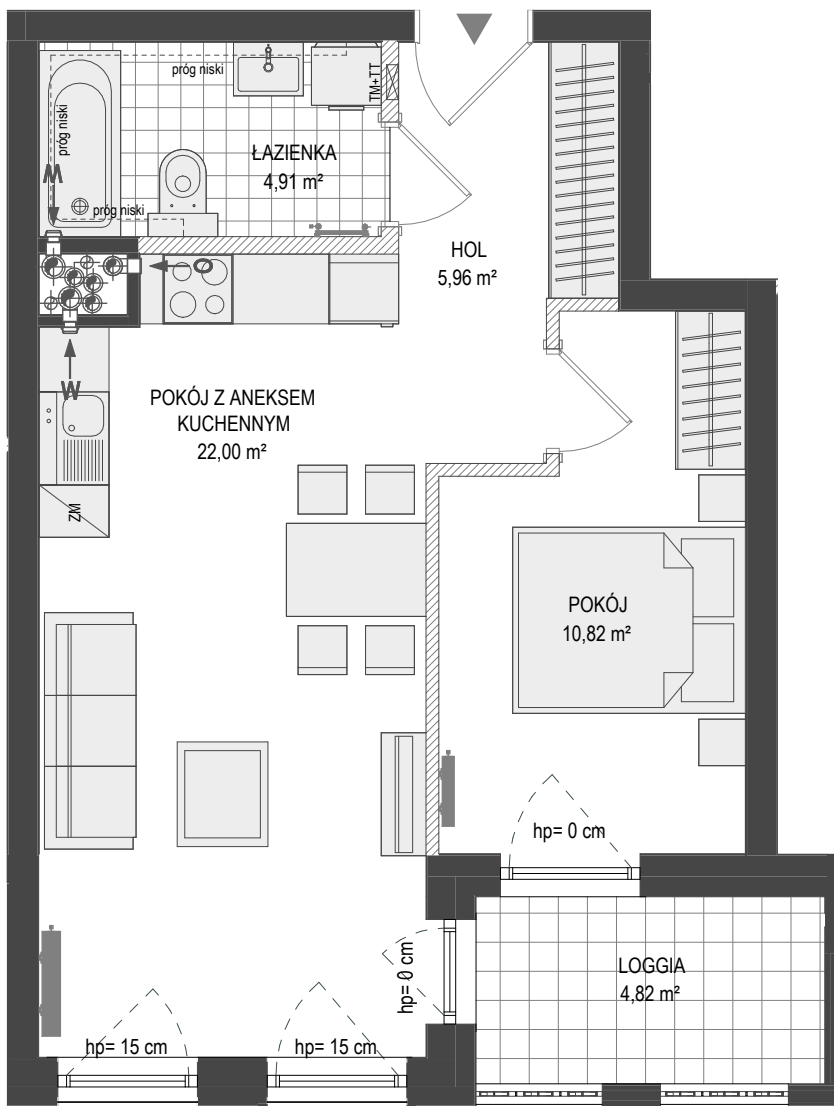 próg niski
TM+TT
próg niski
ŁAZIENKA
4,91 m²
M
próg niski
HOL
5,96 m²
O
W
POKÓJ Z ANEKSEM
KUCHENNYM
22,00 m²
ZM
POKÓJ
10,82 m²
hp= 0 cm
hp= 0 cm
LOGGIA
4,82 m²
hp= 15 cm
hp= 15 cm